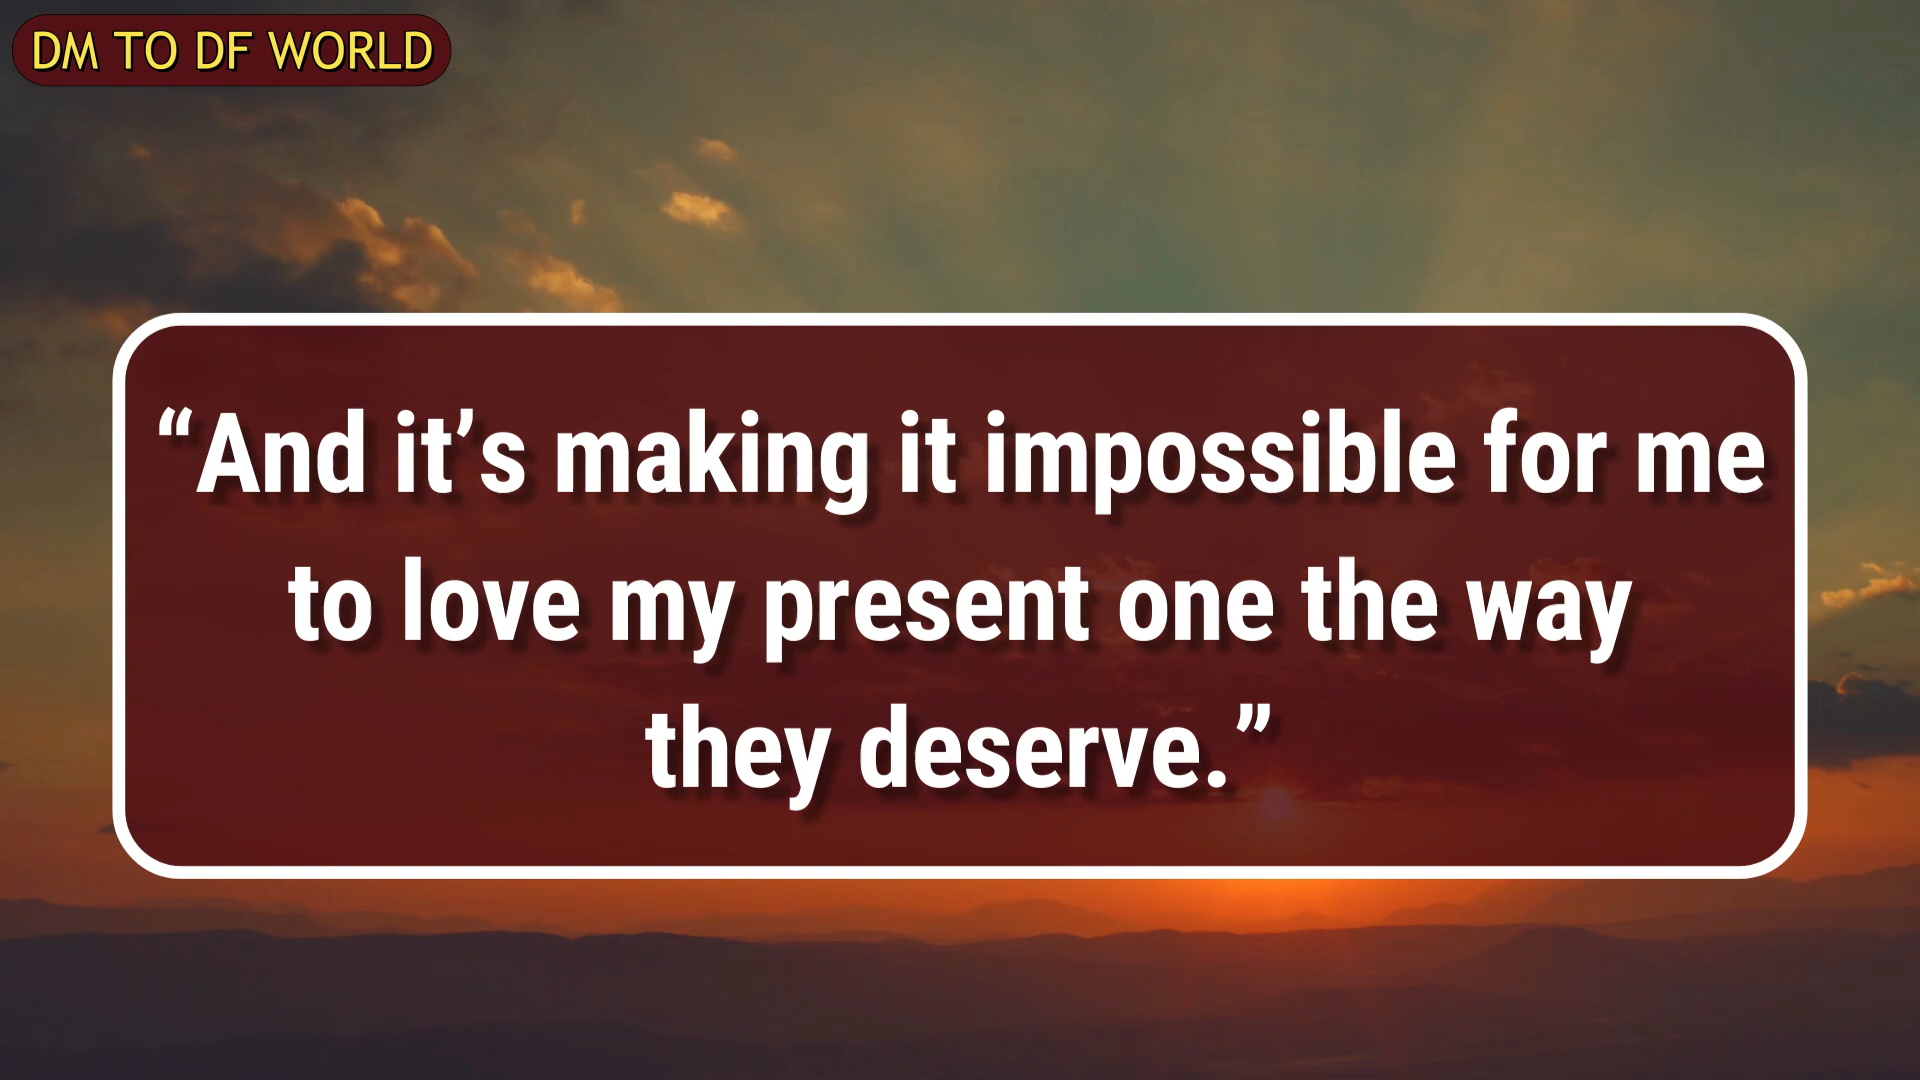 DM TO DF WORLD
“And it’s making it impossible for me
to love my present one the way
they deserve.”